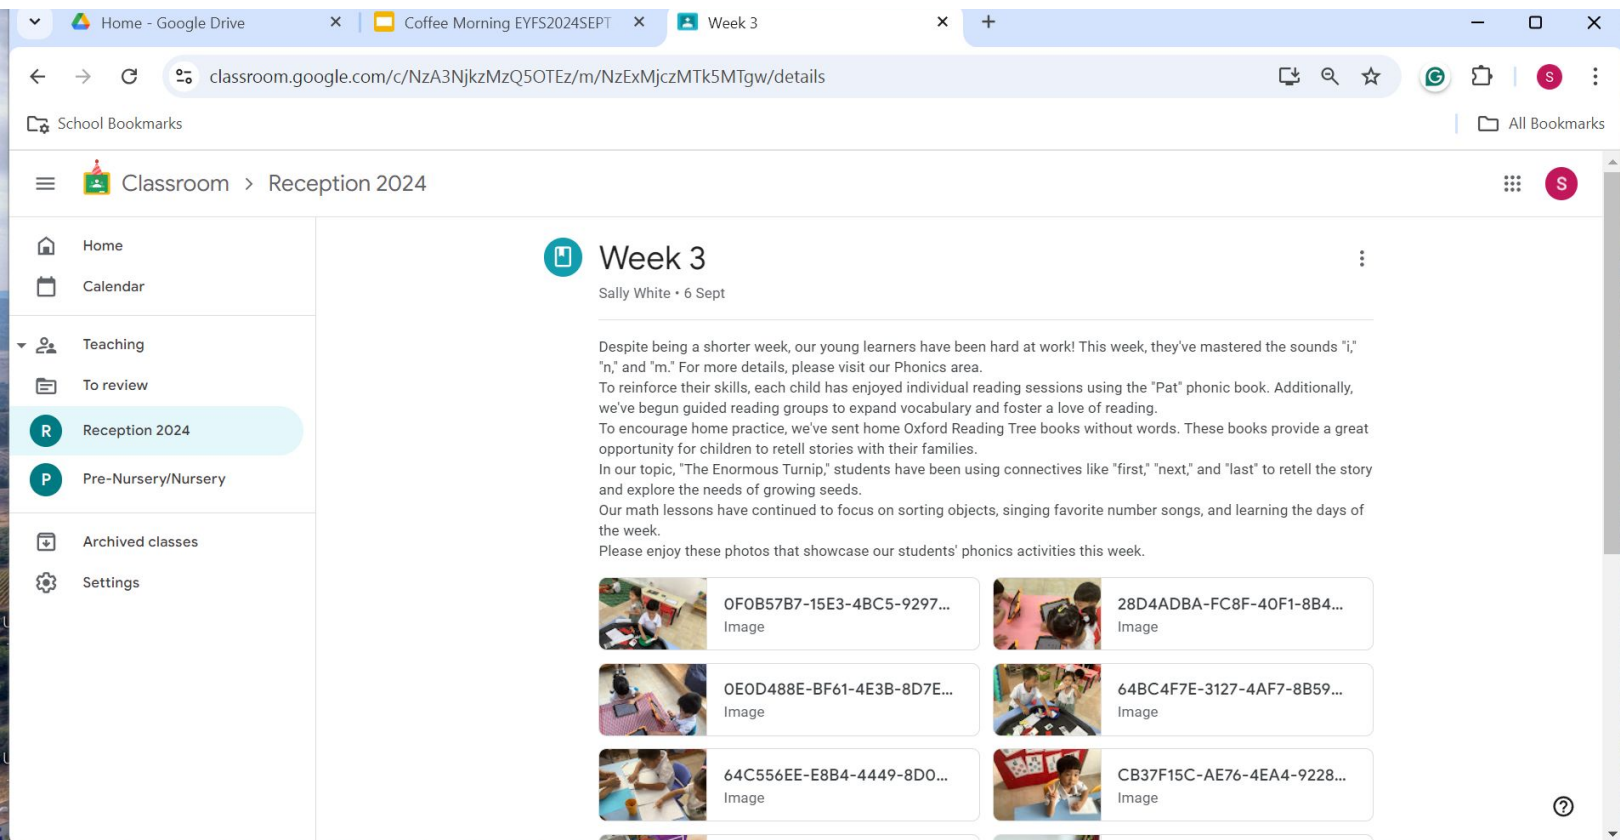 Home - Google Drive
Coffee Morning EYFS2024SEPT
Week 3
classroom.google.com/c/NzA3NjkzMzQ5OTEz/m/NzExMjczMTk5MTgw/details
S
School Bookmarks
All Bookmarks
Classroom > Reception 2024
S
Home
Calendar
Teaching
To review
R Reception 2024
P Pre-Nursery/Nursery
Archived classes
Settings
Week 3
Sally White • 6 Sept
Despite being a shorter week, our young learners have been hard at work! This week, they've mastered the sounds "i,"
"n," and "m." For more details, please visit our Phonics area.
To reinforce their skills, each child has enjoyed individual reading sessions using the "Pat" phonic book. Additionally,
we've begun guided reading groups to expand vocabulary and foster a love of reading.
To encourage home practice, we've sent home Oxford Reading Tree books without words. These books provide a great
opportunity for children to retell stories with their families.
In our topic, "The Enormous Turnip," students have been using connectives like "first," "next," and "last" to retell the story
and explore the needs of growing seeds.
Our math lessons have continued to focus on sorting objects, singing favorite number songs, and learning the days of
the week.
Please enjoy these photos that showcase our students' phonics activities this week.
0F0B57B7-15E3-4BC5-9297...
Image
28D4ADBA-FC8F-40F1-8B4...
Image
0E0D488E-BF61-4E3B-8D7E...
Image
64BC4F7E-3127-4AF7-8B59...
Image
64C556EE-E8B4-4449-8D0...
Image
CB37F15C-AE76-4EA4-9228...
Image